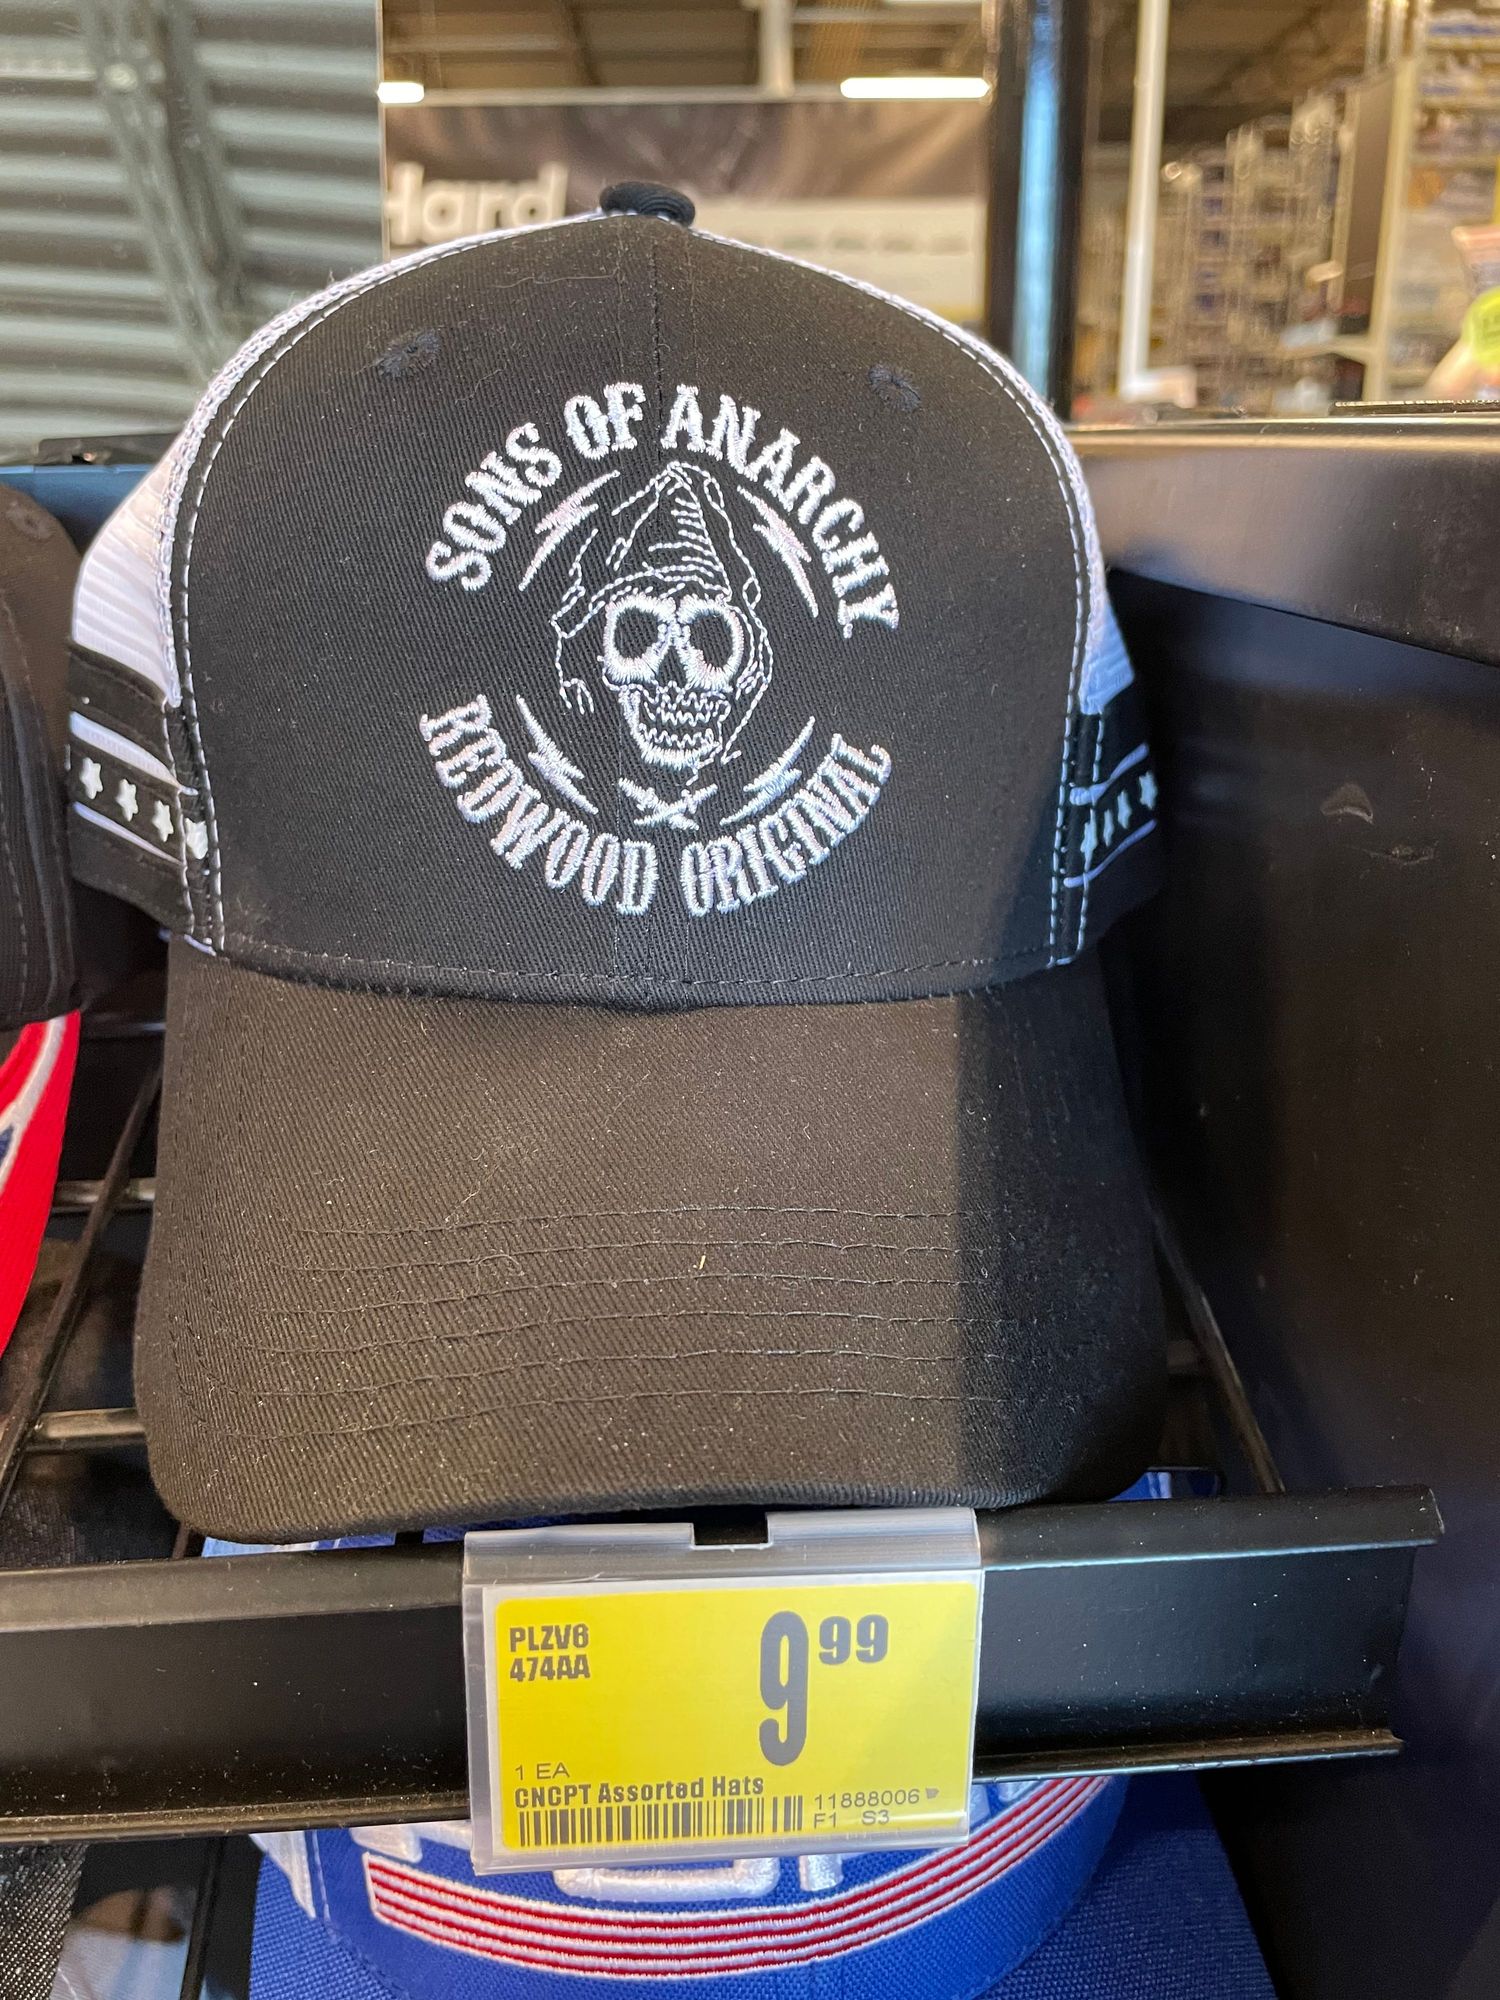 Hard
SONS OF ANARCHY
REDWOOD ORIGINAL
PLZV6
474AA
9 99
1 EA
CNCPT Assorted Hats
11888006
F1 S3